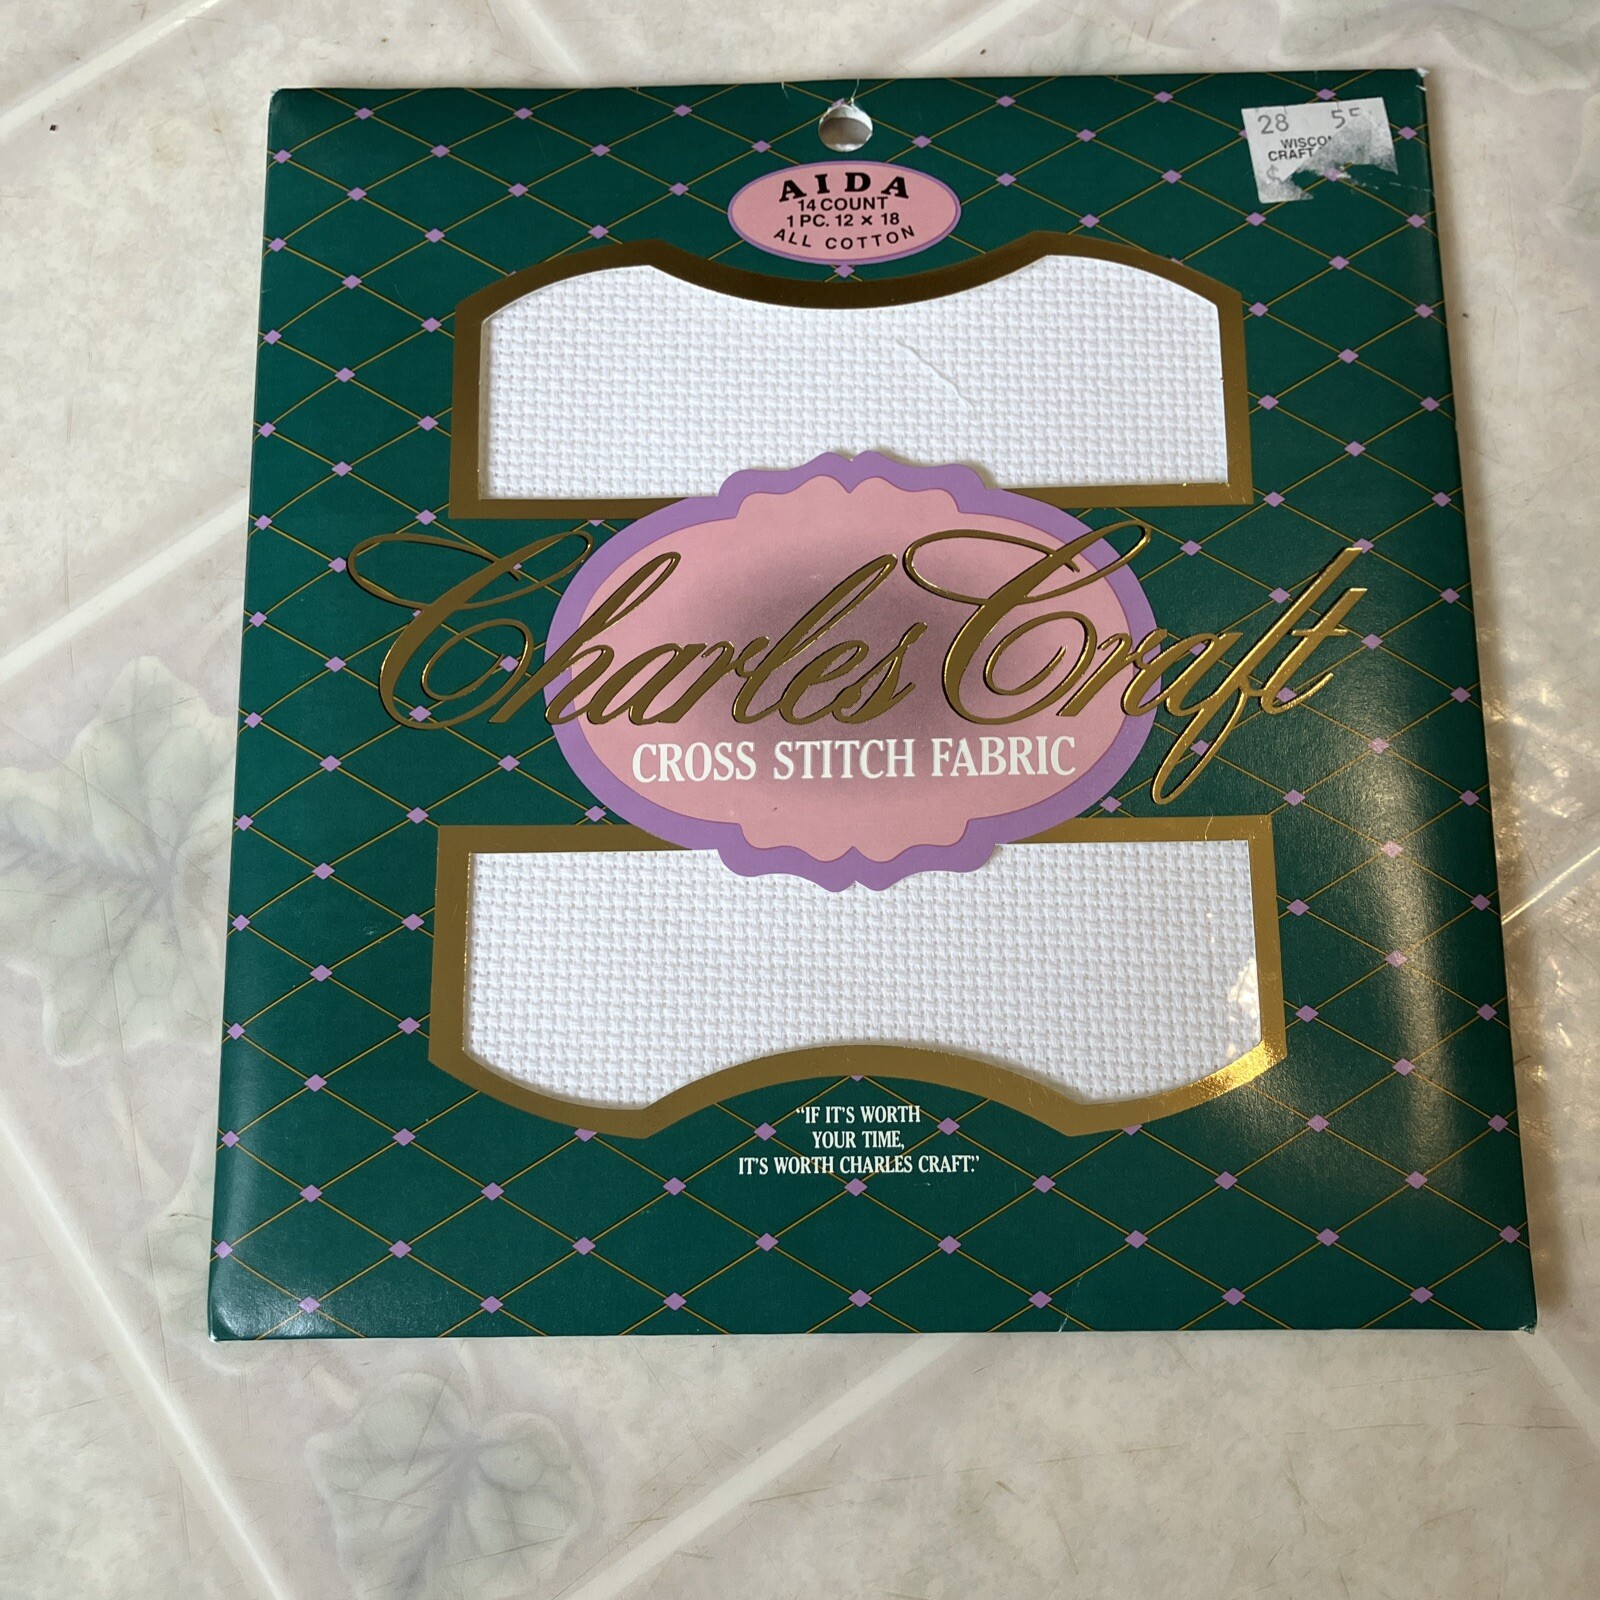 28
AIDA
14 COUNT
1 PC. 12 × 18
ALL COTTON
CRAFT
Charles Craft
CROSS STITCH FABRIC
“IF IT’S WORTH
YOUR TIME,
IT’S WORTH CHARLES CRAFT.”